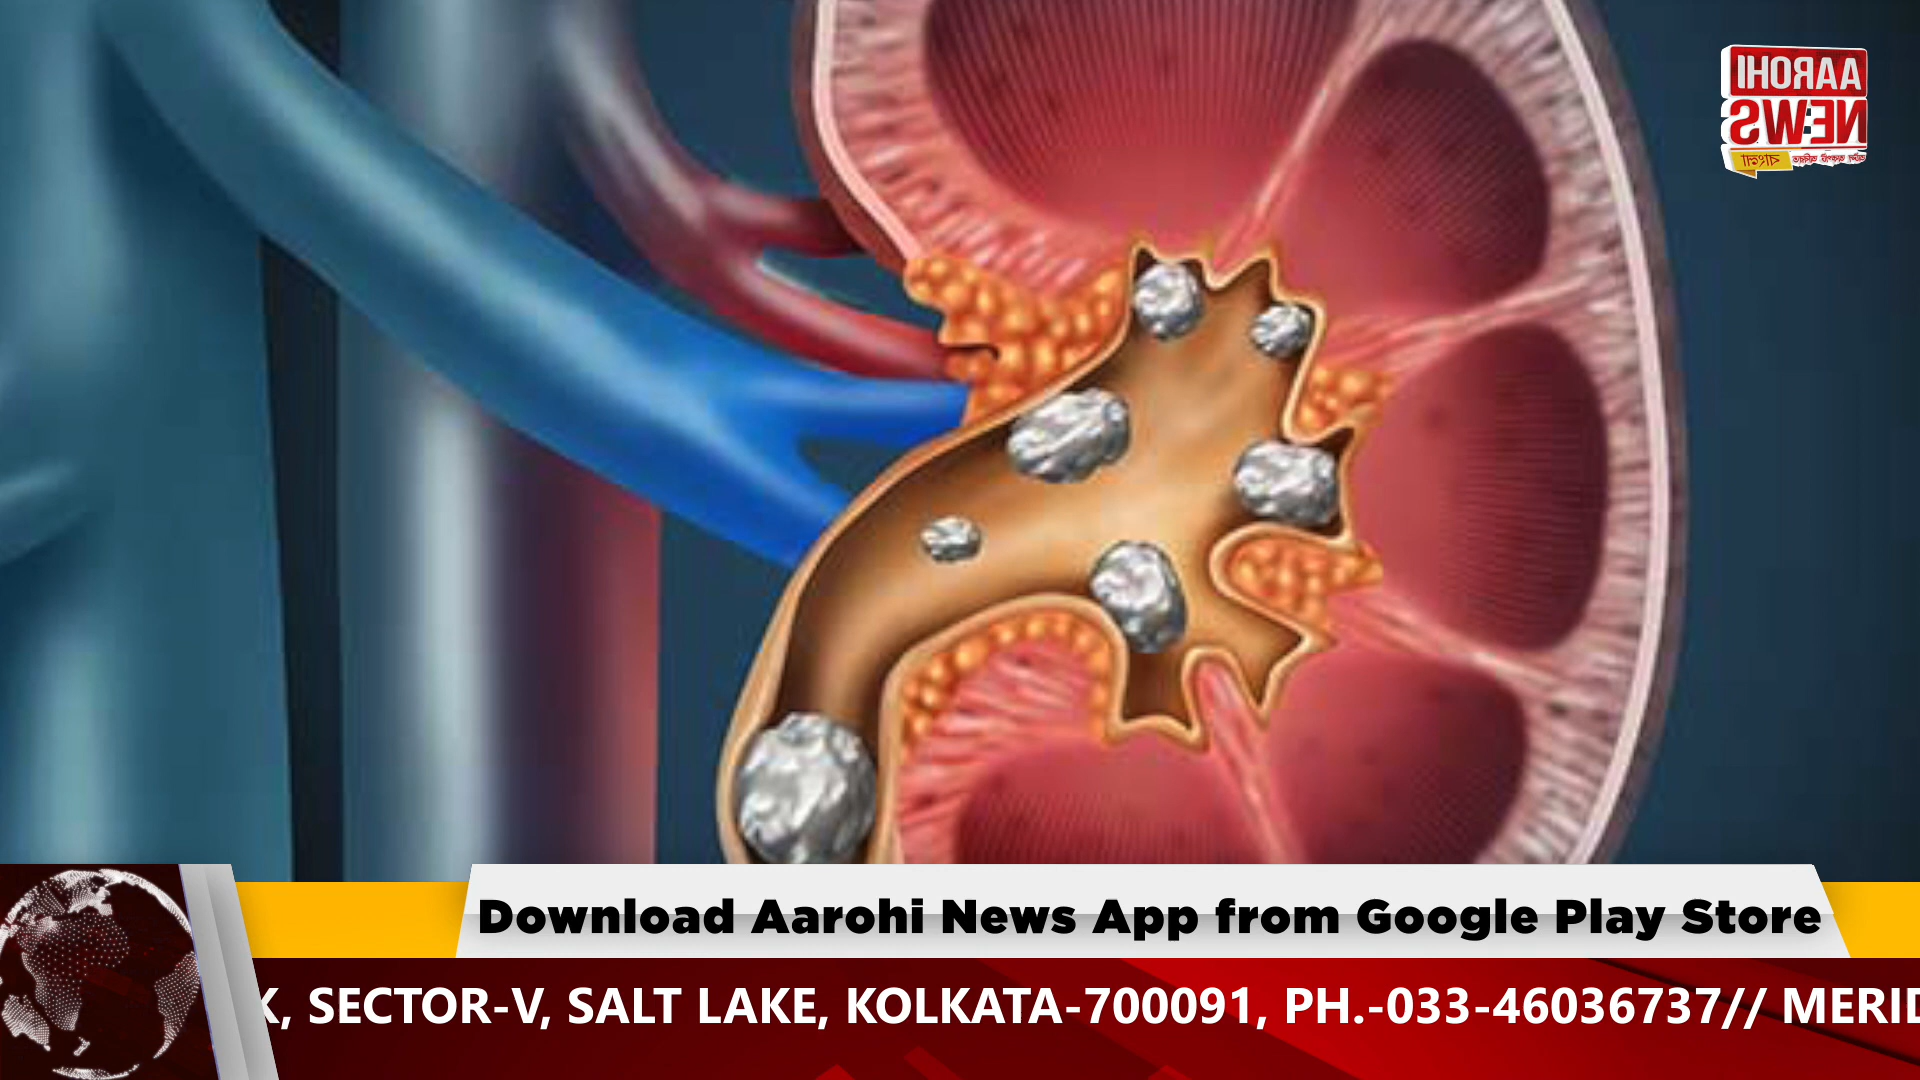 AAROHI
NEWS
বাংলা
Download Aarohi News App from Google Play Store
K, SECTOR-V, SALT LAKE, KOLKATA-700091, PH.-033-46036737// MERID